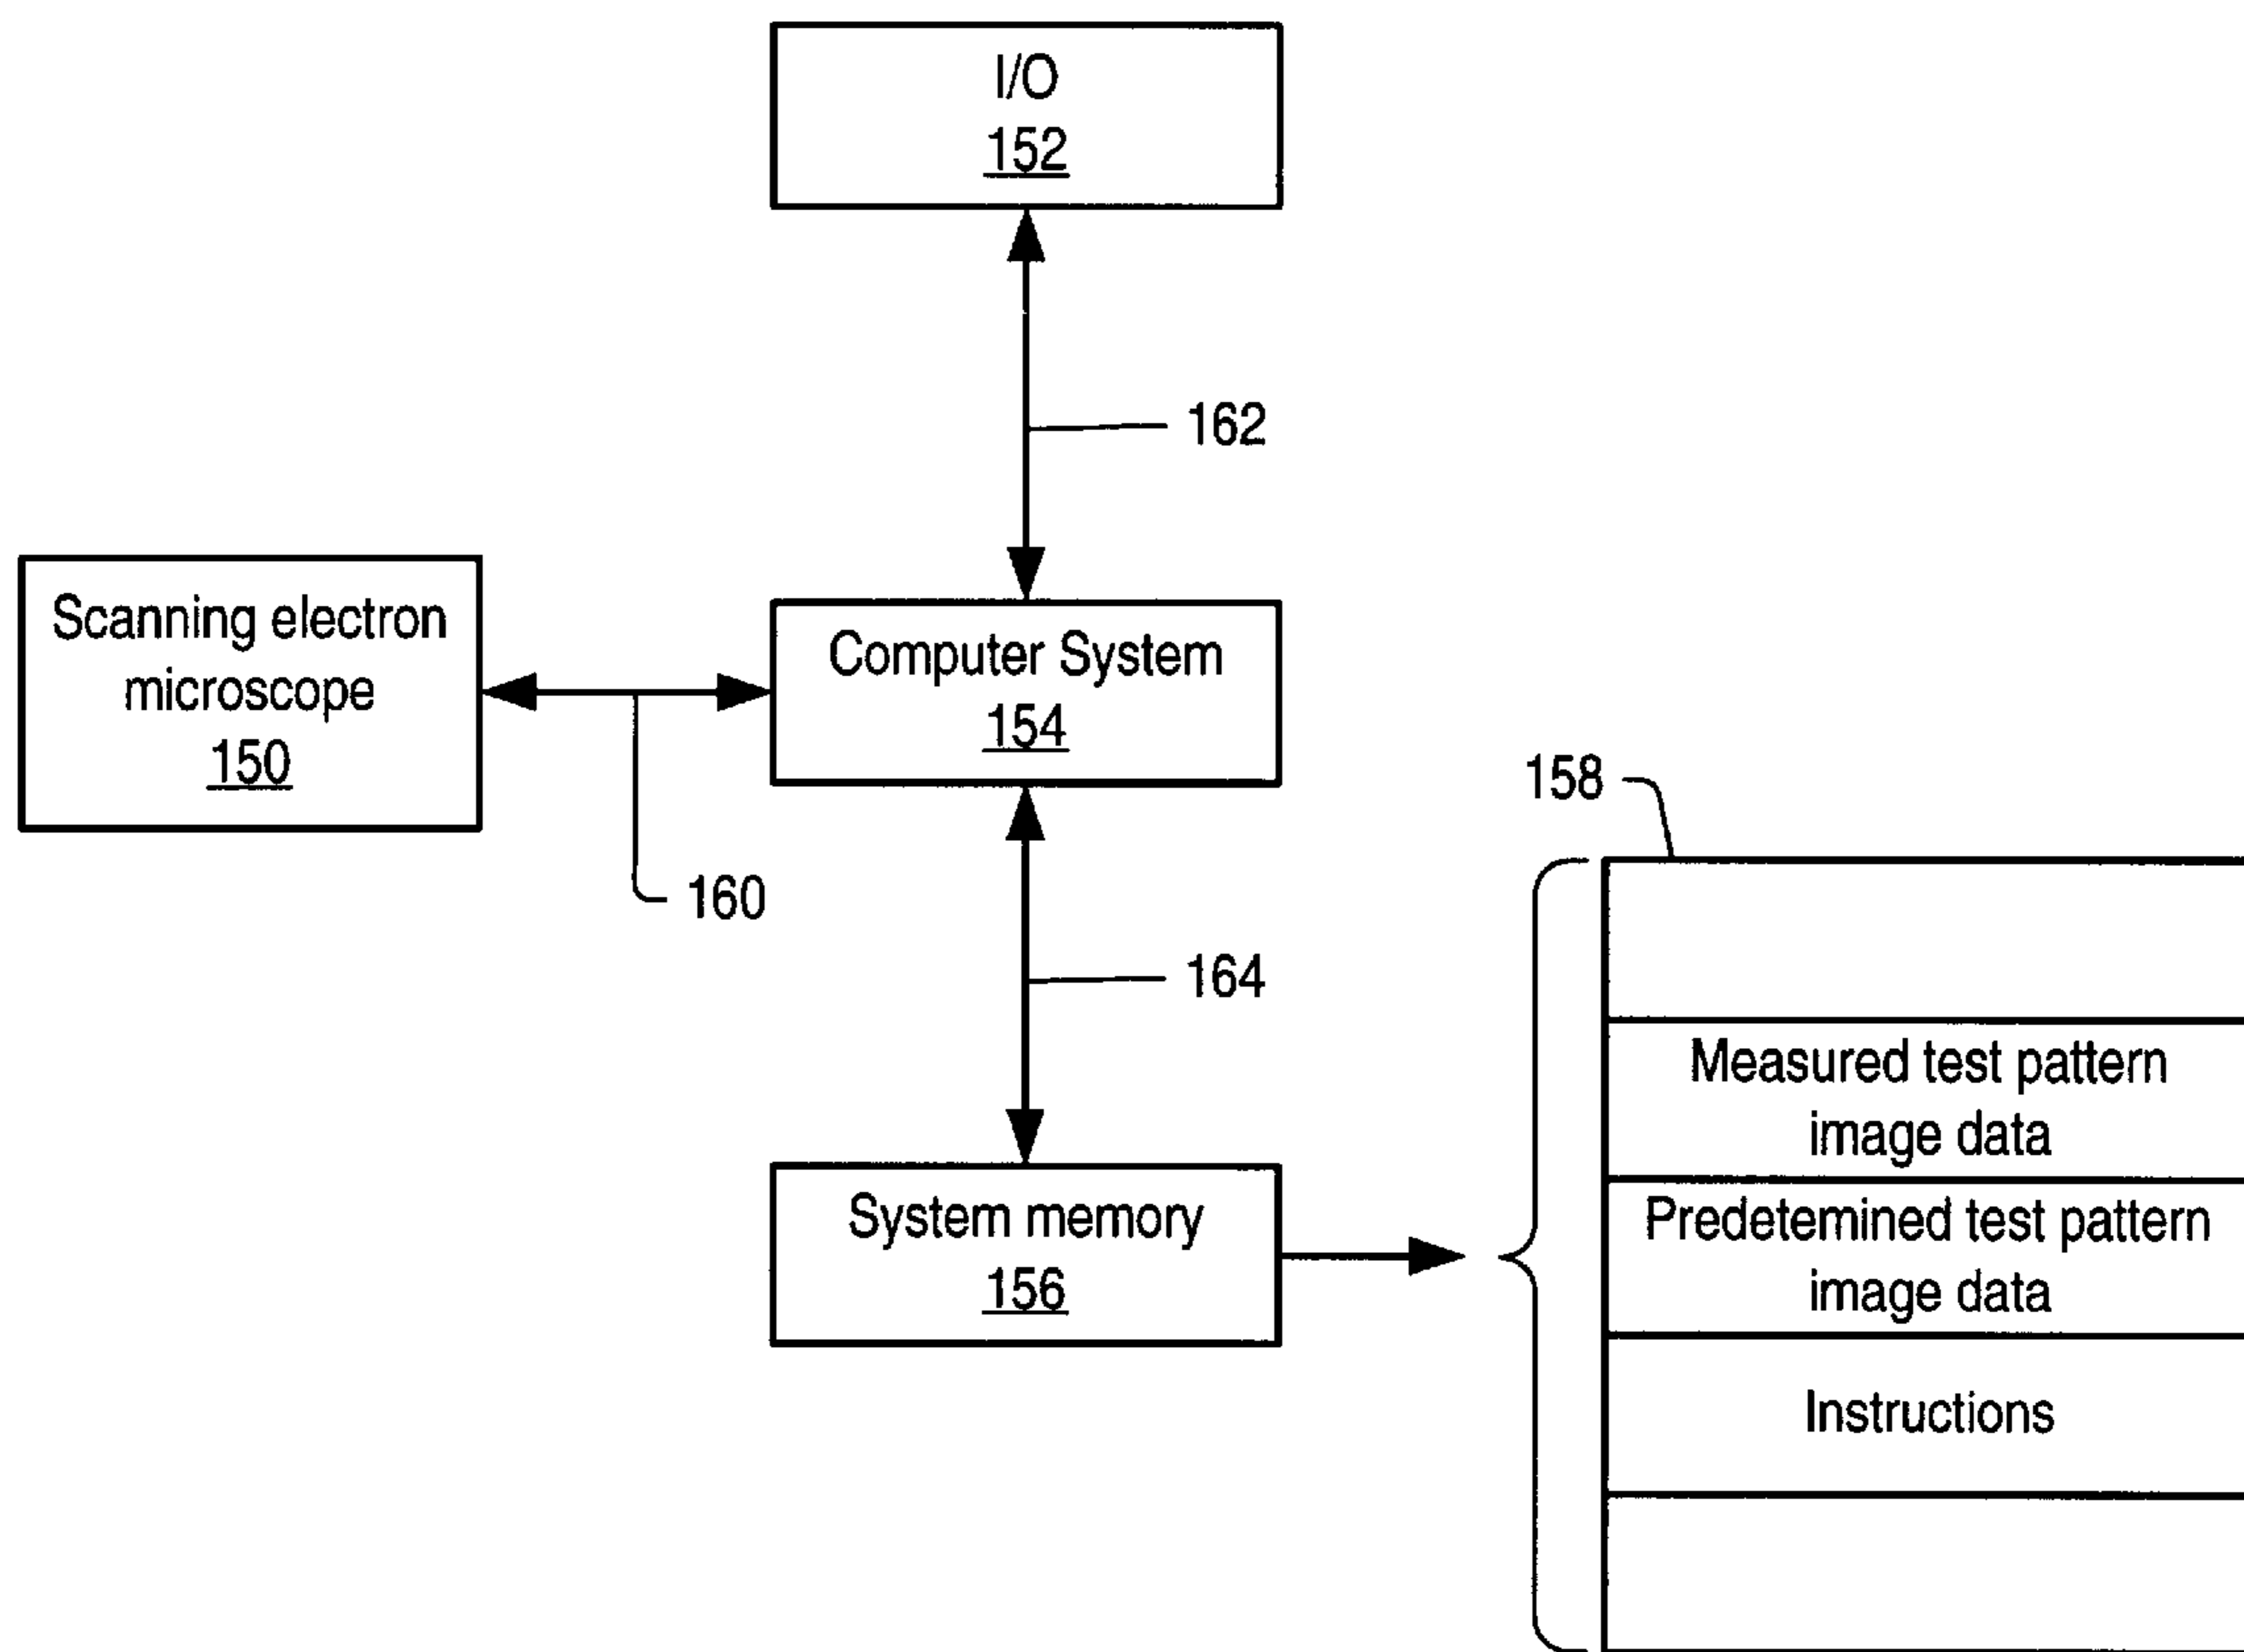 I/O
152
162
Scanning electron
microscope
150
Computer System
154
160
158
164
Measured test pattern
image data
Predetemined test pattern
image data
System memory
156
Instructions